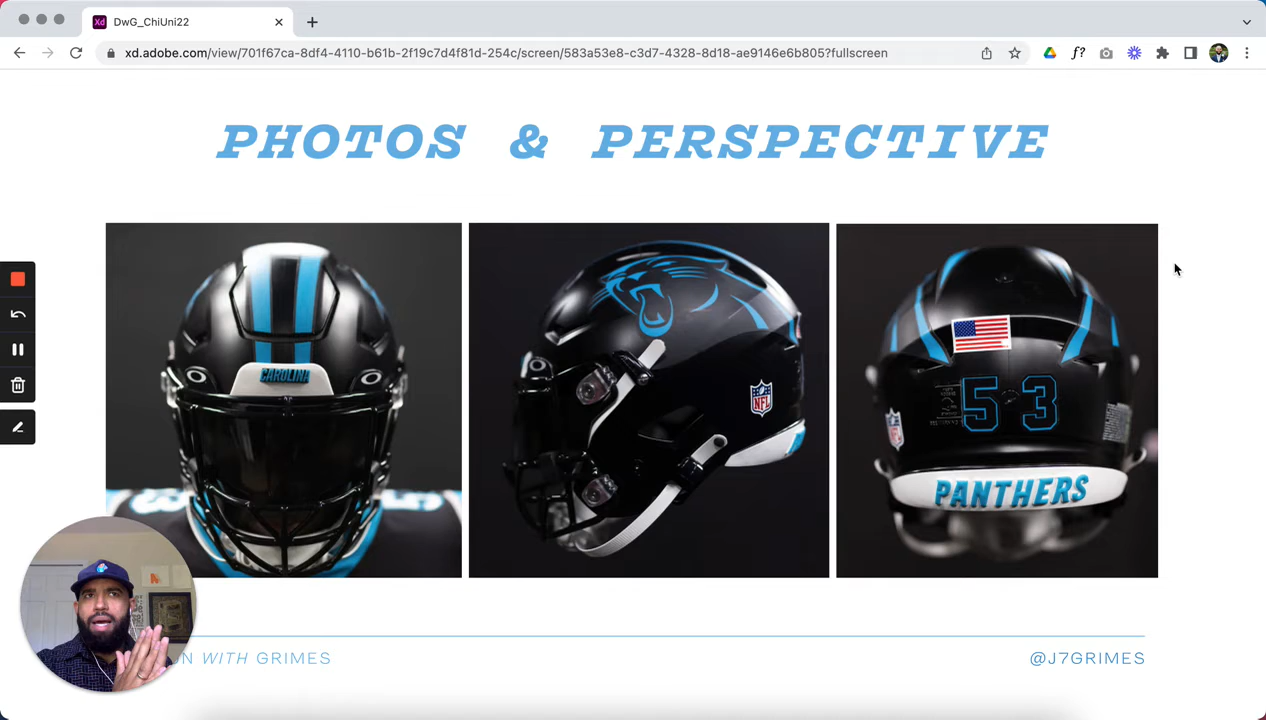 DwG_ChiUni22
xd.adobe.com/view/701f67ca-8df4-4110-b61b-2f19c7d4f81d-254c/screen/583a53e8-c3d7-4328-8d18-ae9146e6b805?fullscreen
f?
PHOTOS & PERSPECTIVE
CAROLINA
NFL
53
NFL
PANTHERS
WITH GRIMES
@J7GRIMES